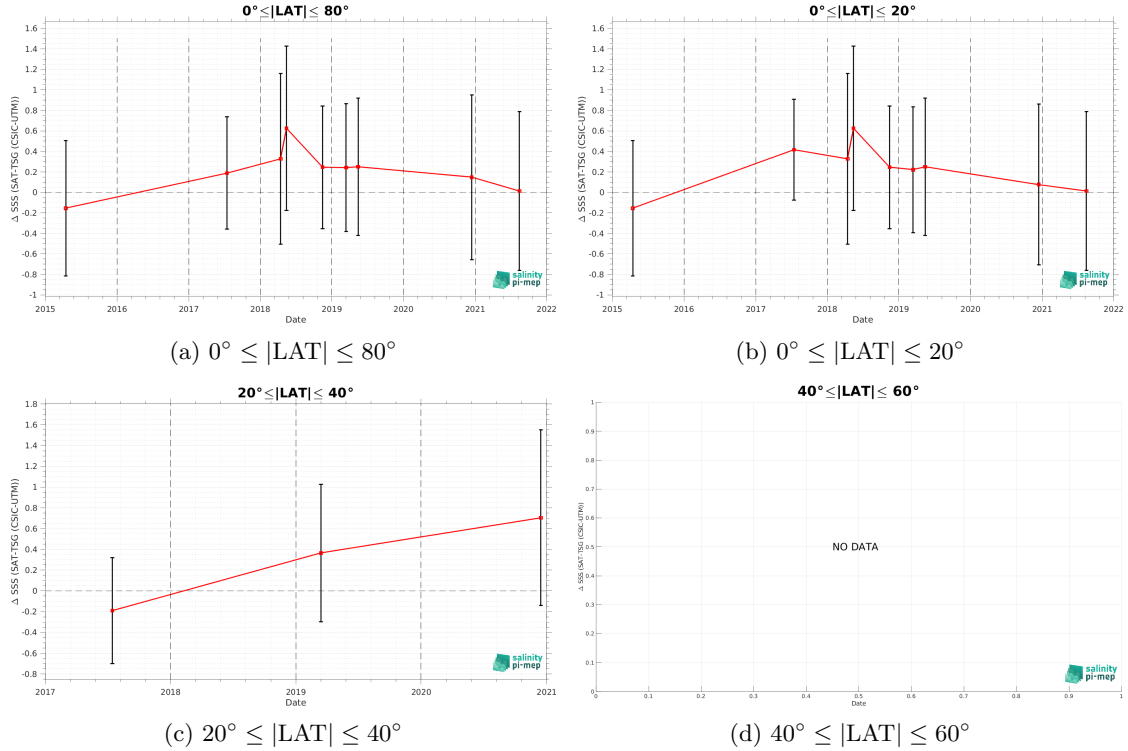 0°≤|LAT|≤ 80°
Δ SSS (SAT-TSG (CSIC-UTM))
1.6
1.4
1.2
1
0.8
0.6
0.4
0.2
0
-0.2
-0.4
-0.6
-0.8
-1
2015 2016 2017 2018 2019 2020 2021 2022
Date
salinity
pi-mep
(a) 0° ≤ |LAT| ≤ 80°
0°≤|LAT|≤ 20°
Δ SSS (SAT-TSG (CSIC-UTM))
1.6
1.4
1.2
1
0.8
0.6
0.4
0.2
0
-0.2
-0.4
-0.6
-0.8
-1
2015 2016 2017 2018 2019 2020 2021 2022
Date
salinity
pi-mep
(b) 0° ≤ |LAT| ≤ 20°
20°≤|LAT|≤ 40°
Δ SSS (SAT-TSG (CSIC-UTM))
1.8
1.6
1.4
1.2
1
0.8
0.6
0.4
0.2
0
-0.2
-0.4
-0.6
-0.8
2017 2018 2019 2020 2021
Date
salinity
pi-mep
(c) 20° ≤ |LAT| ≤ 40°
40°≤|LAT|≤ 60°
Δ SSS (SAT-TSG (CSIC-UTM))
1
0.9
0.8
0.7
0.6
0.5
0.4
0.3
0.2
0.1
0
NO DATA
0 0.1 0.2 0.3 0.4 0.5 0.6 0.7 0.8 0.9 1
Date
salinity
pi-mep
(d) 40° ≤ |LAT| ≤ 60°